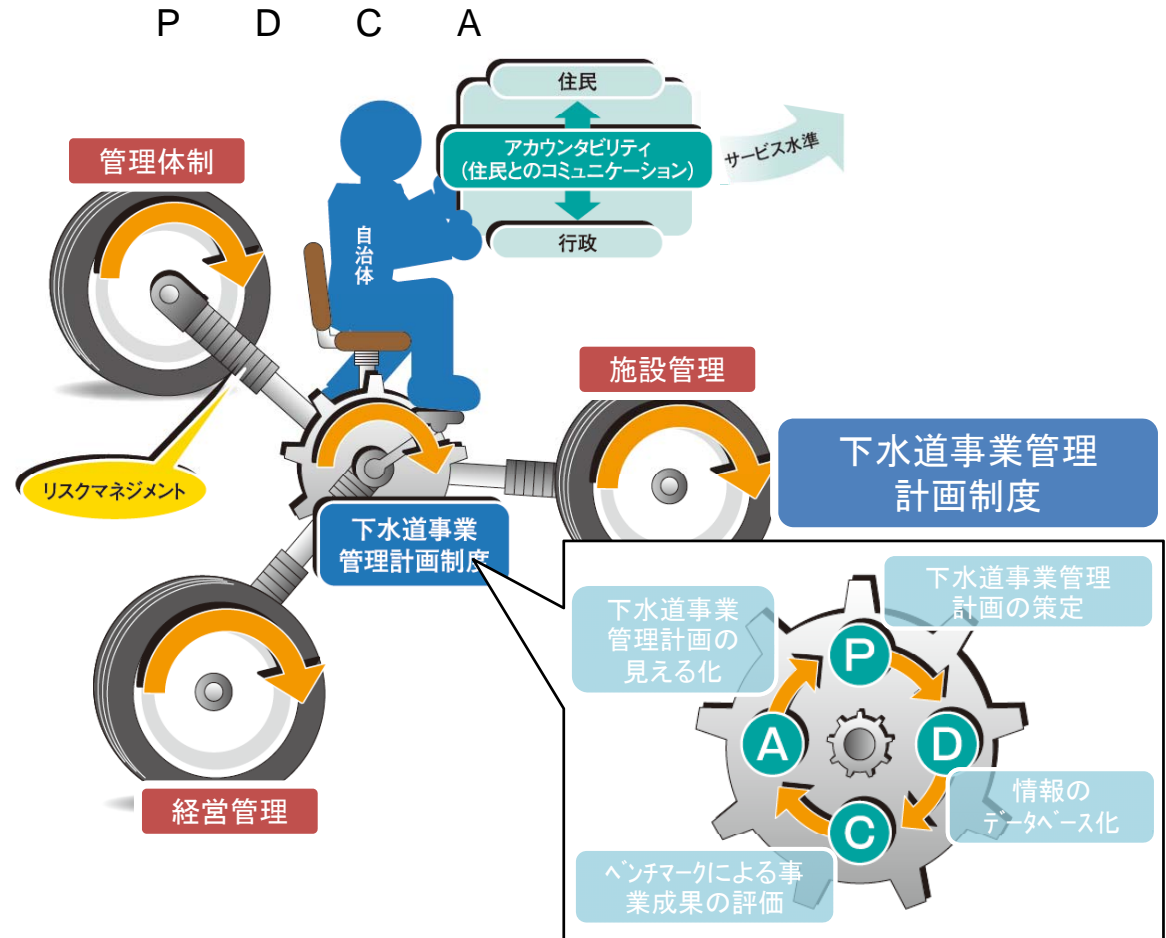 P D C A
住民
アカウンタビリティ
(住民とのコミュニケーション)
行政
サービス水準
管理体制
自治体
施設管理
リスクマネジメント
下水道事業管理
計画制度
下水道事業
管理計画制度
経営管理
下水道事業管理
計画の策定
下水道事業
管理計画の
見える化
P
A
D
C
情報の
ﾃﾞｰﾀﾍﾞｰｽ化
ﾍﾞﾝﾁﾏｰｸによる事
業成果の評価